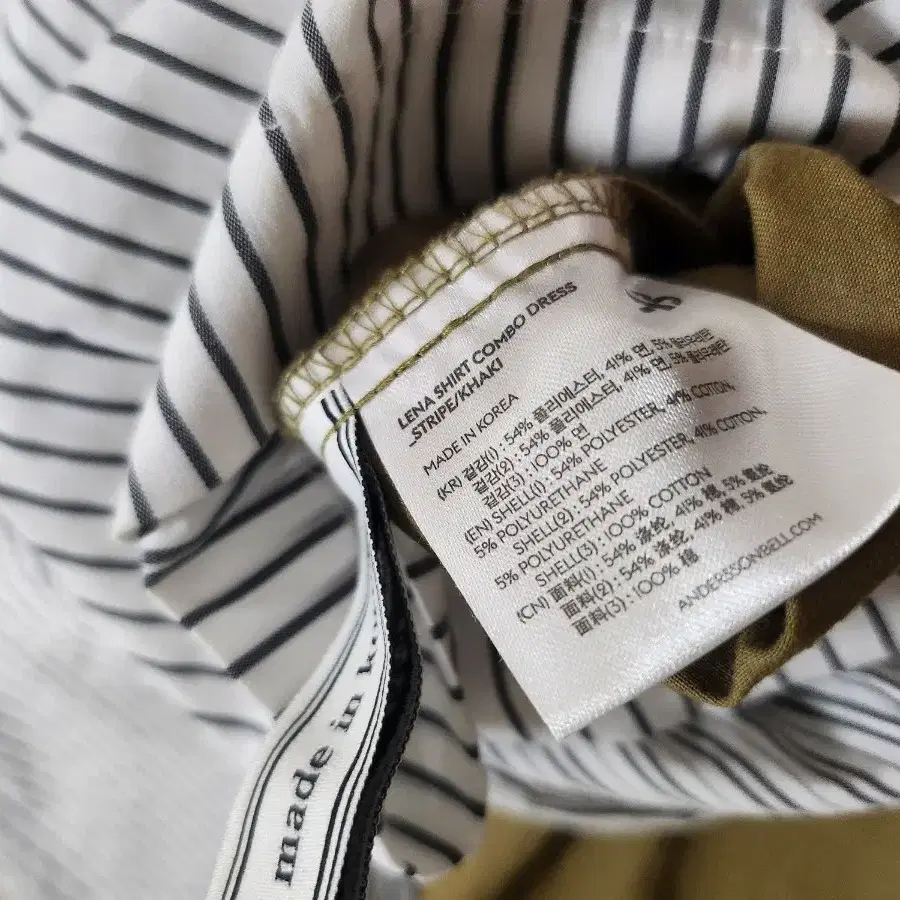 LENA SHIRT COMBO DRESS
_STRIPE/KHAKI
MADE IN KOREA
(KR) 겉감(1) : 54% 폴리에스터, 41% 면, 5% 폴리우레탄
겉감(2) : 54% 폴리에스터, 41% 면, 5% 폴리우레탄
겉감(3) : 100% 면
(EN) SHELL(1) : 54% POLYESTER, 41% COTTON,
5% POLYURETHANE
SHELL(2) : 54% POLYESTER, 41% COTTON,
5% POLYURETHANE
SHELL(3) : 100% COTTON
(CN) 面料(1) : 54% 涤纶, 41% 棉, 5% 氨纶
面料(2) : 54% 涤纶, 41% 棉, 5% 氨纶
面料(3) : 100% 棉
ANDERSSONBELL.COM
made in